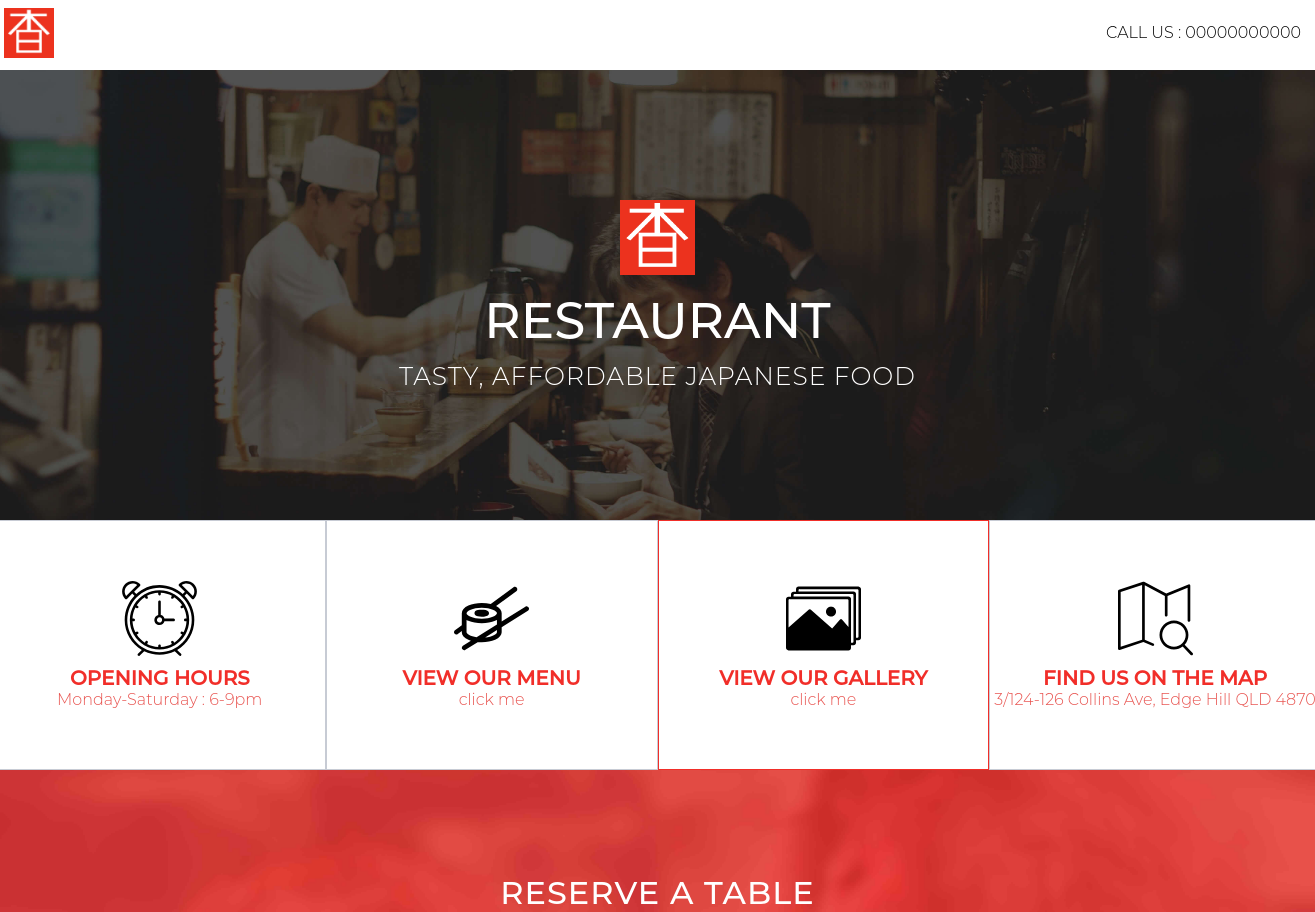 杳
CALL US : 00000000000
杳
RESTAURANT
TASTY, AFFORDABLE JAPANESE FOOD
OPENING HOURS
Monday-Saturday : 6-9pm
VIEW OUR MENU
click me
VIEW OUR GALLERY
click me
FIND US ON THE MAP
3/124-126 Collins Ave, Edge Hill QLD 4870
RESERVE A TABLE